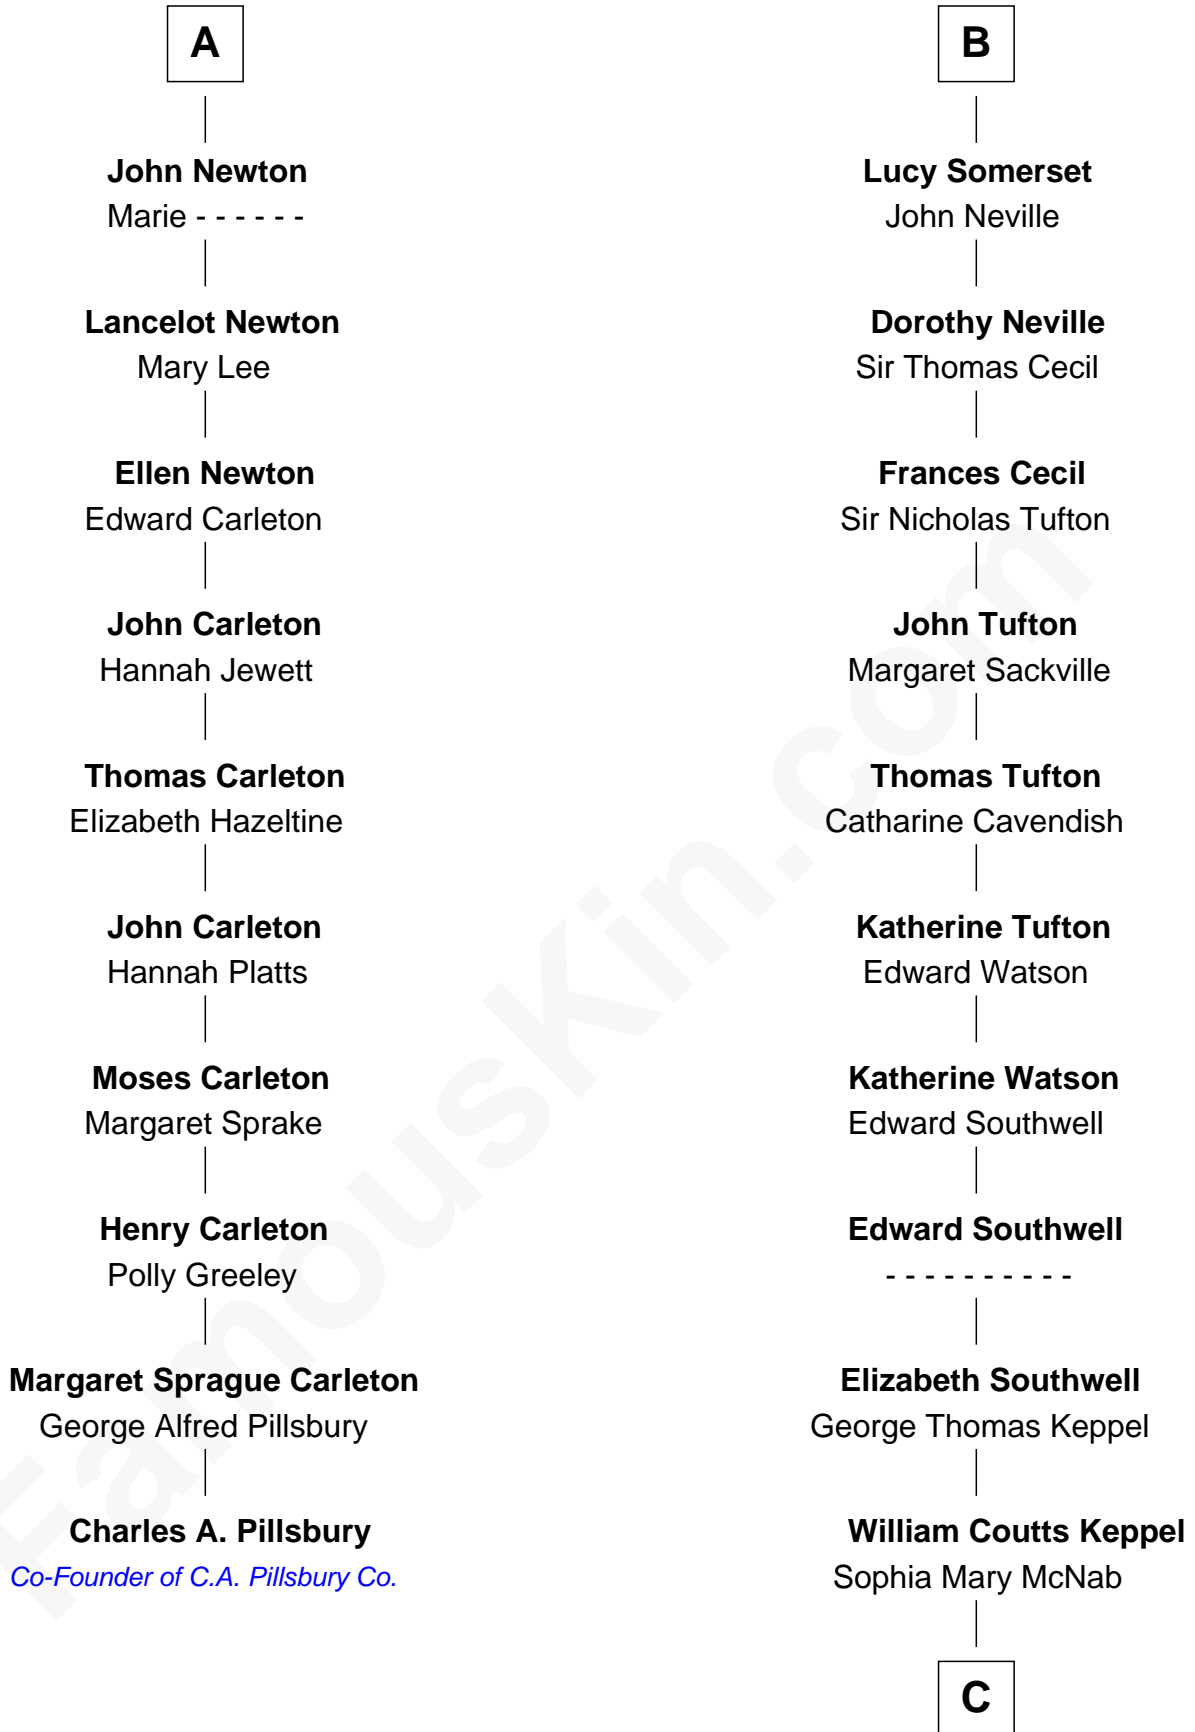 A
John Newton
Marie - - - - - -
Lancelot Newton
Mary Lee
Ellen Newton
Edward Carleton
John Carleton
Hannah Jewett
Thomas Carleton
Elizabeth Hazeltine
John Carleton
Hannah Platts
Moses Carleton
Margaret Sprake
Henry Carleton
Polly Greeley
Margaret Sprague Carleton
George Alfred Pillsbury
Charles A. Pillsbury
Co-Founder of C.A. Pillsbury Co.
B
Lucy Somerset
John Neville
Dorothy Neville
Sir Thomas Cecil
Frances Cecil
Sir Nicholas Tufton
John Tufton
Margaret Sackville
Thomas Tufton
Catharine Cavendish
Katherine Tufton
Edward Watson
Katherine Watson
Edward Southwell
Edward Southwell
- - - - - - - - - -
Elizabeth Southwell
George Thomas Keppel
William Coutts Keppel
Sophia Mary McNab
C
FamousKin.com